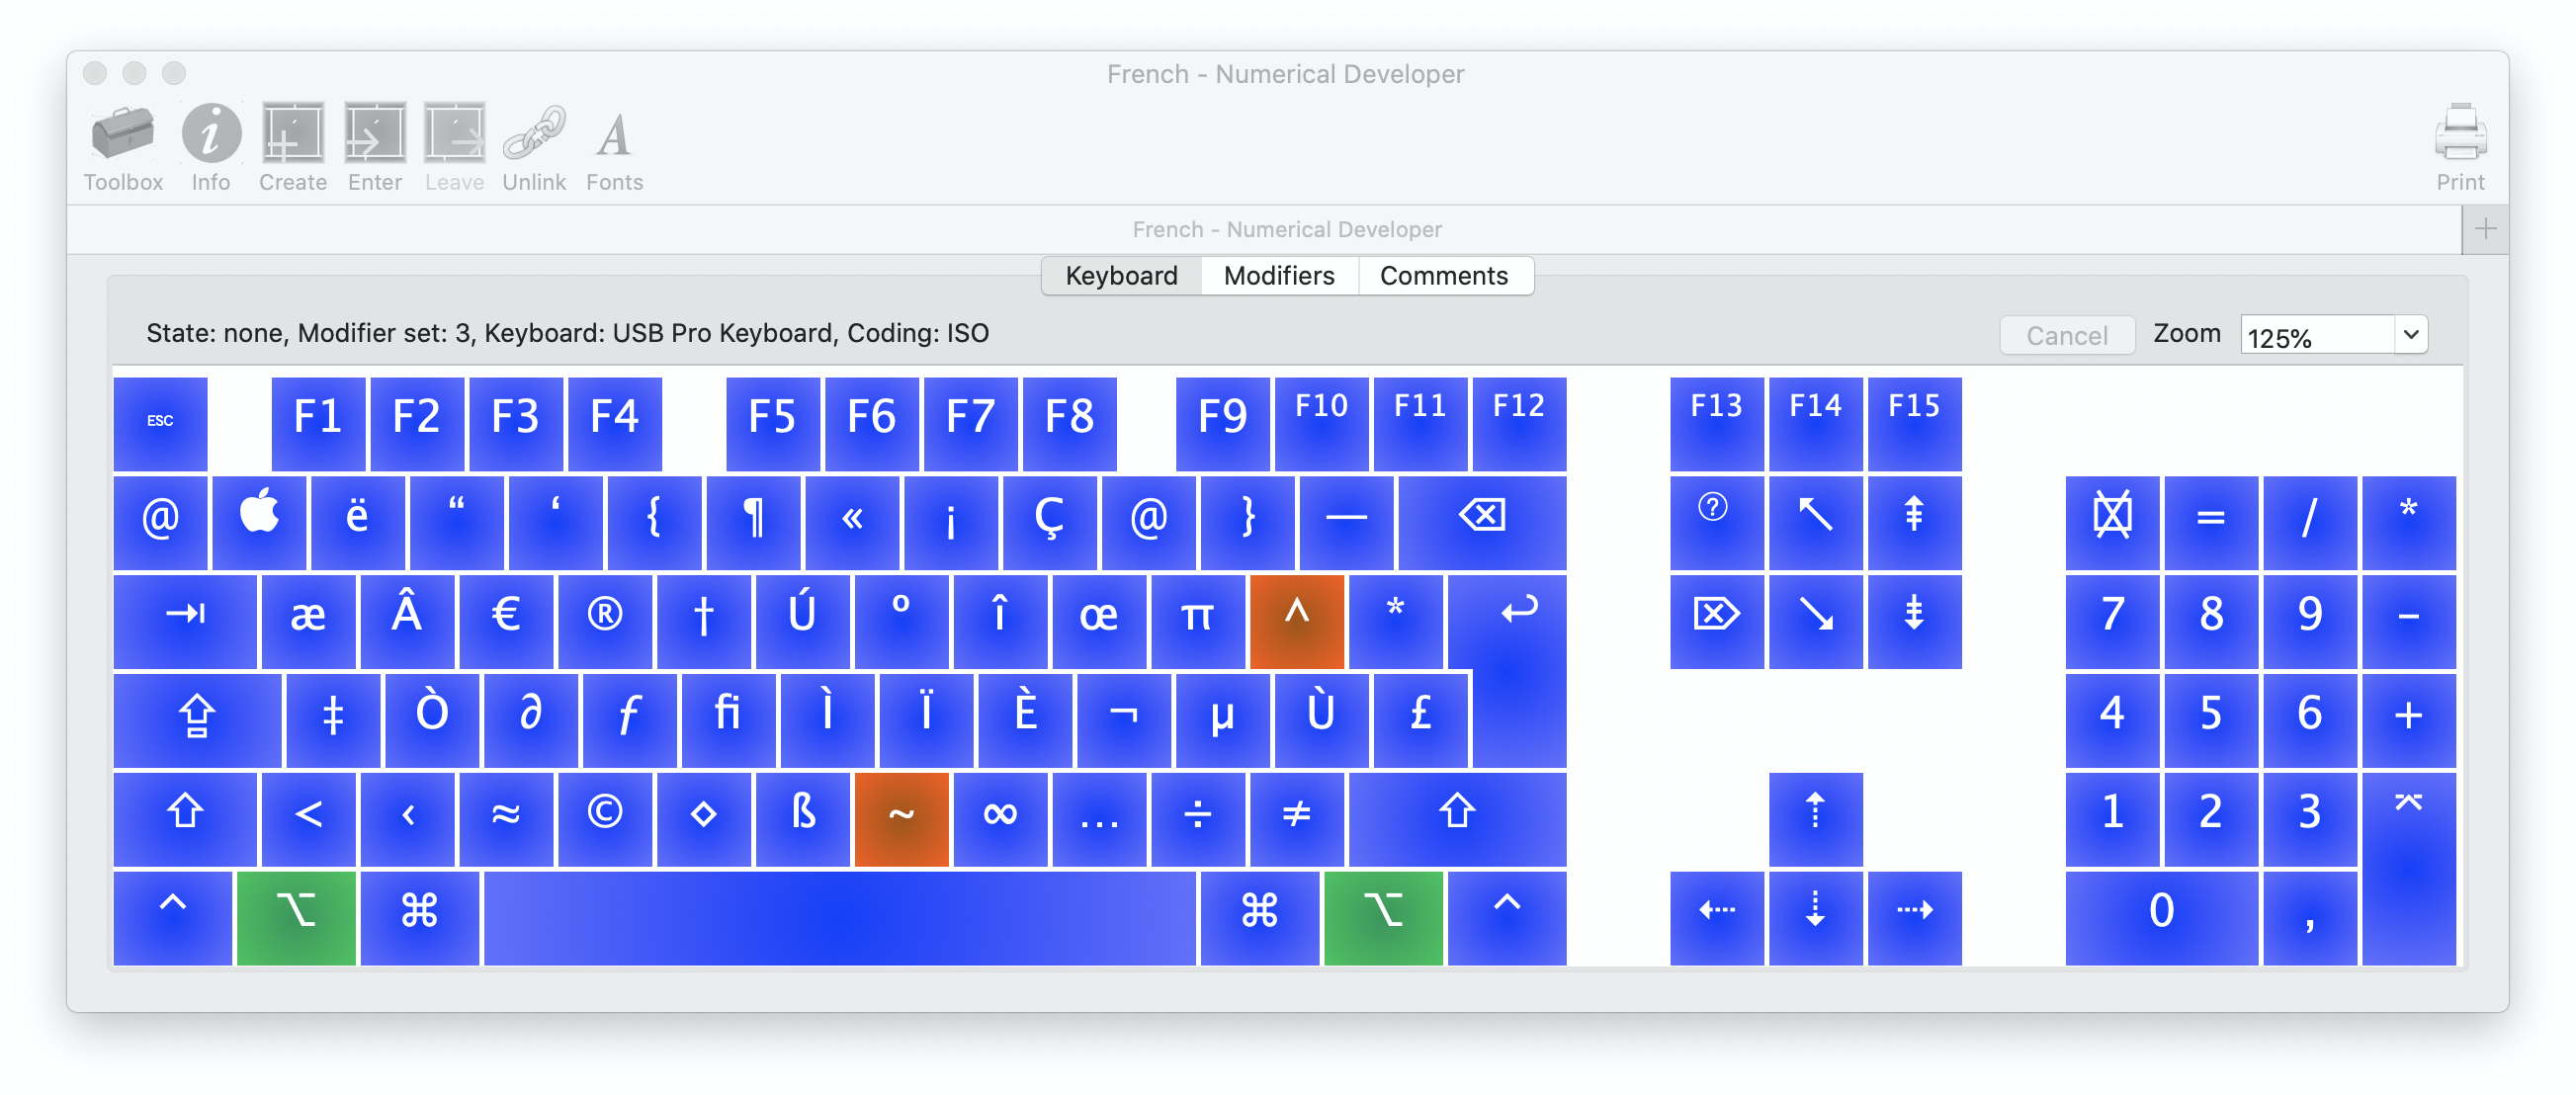 French - Numerical Developer
Toolbox Info Create Enter Leave Unlink Fonts Print
French - Numerical Developer +
Keyboard Modifiers Comments
State: none, Modifier set: 3, Keyboard: USB Pro Keyboard, Coding: ISO Cancel Zoom 125%
ESC F1 F2 F3 F4 F5 F6 F7 F8 F9 F10 F11 F12 F13 F14 F15
@  ë “ ‘ { ¶ « ¡ Ç @ } — ⌫ ? ↖ ⇞ ⌧ = / *
⇥ æ Â € ® † Ú º î œ π ^ * ↩ ⌦ ↘ ⇟ 7 8 9 -
⇪ ‡ Ò ∂ ƒ ﬁ Ì Ï È ¬ µ Ù £ 4 5 6 +
⇧ < ‹ ≈ © ◊ ß ~ ∞ … ÷ ≠ ⇧ ⇡ 1 2 3 ⌤
⌃ ⌥ ⌘ ⌘ ⌥ ⌃ ⇠ ⇣ ⇢ 0 ,